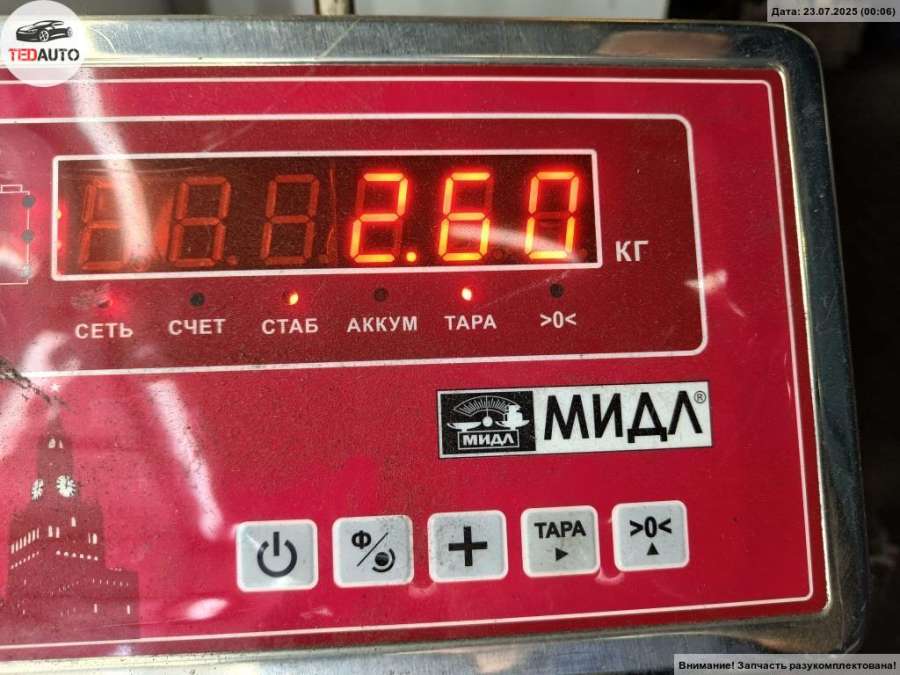 Дата: 23.07.2025 (00:06)
TEDAUTO
2.60
КГ
СЕТЬ СЧЕТ СТАБ АККУМ ТАРА >0<
МИДЛ МИДЛ®
Ф + ТАРА >0<
Внимание! Запчасть разукомплектована!